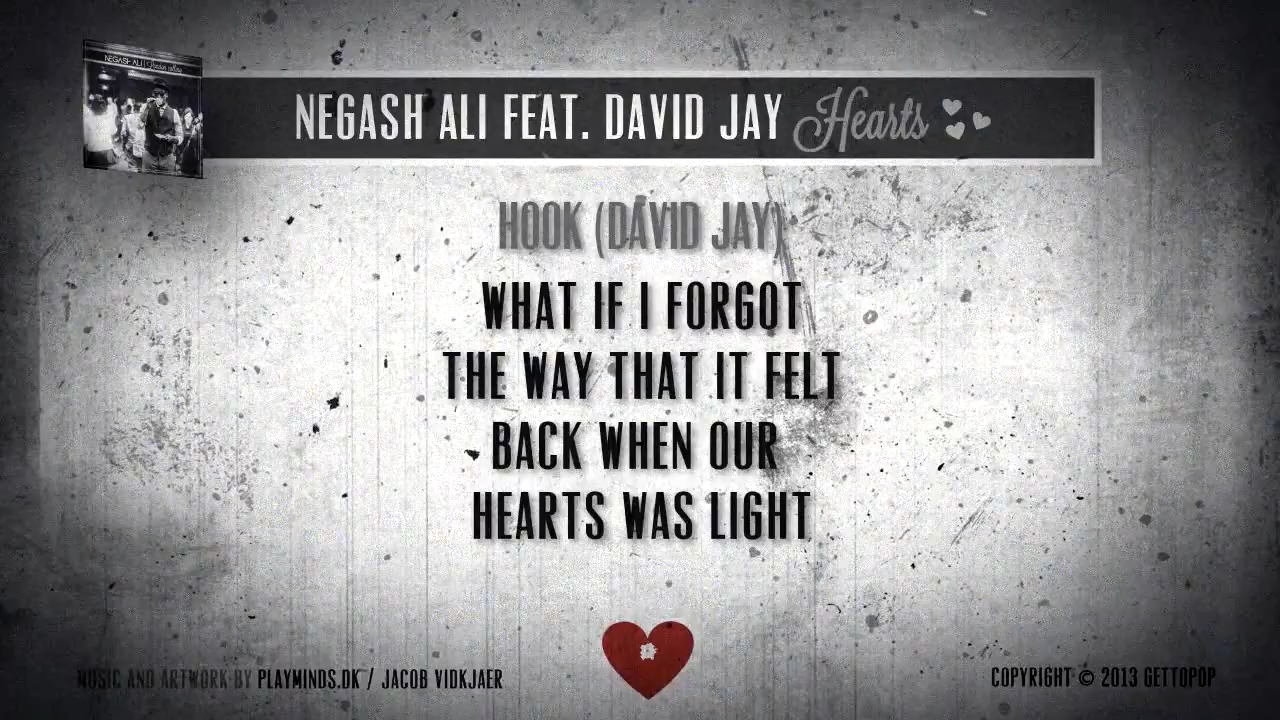 NEGASH ALI FEAT. DAVID JAY Hearts
HOOK (DAVID JAY)
WHAT IF I FORGOT
THE WAY THAT IT FELT
BACK WHEN OUR
HEARTS WAS LIGHT
MUSIC AND ARTWORK BY PLAYMINDS.DK / JACOB VIDKJAER
COPYRIGHT © 2013 GETTOPOP